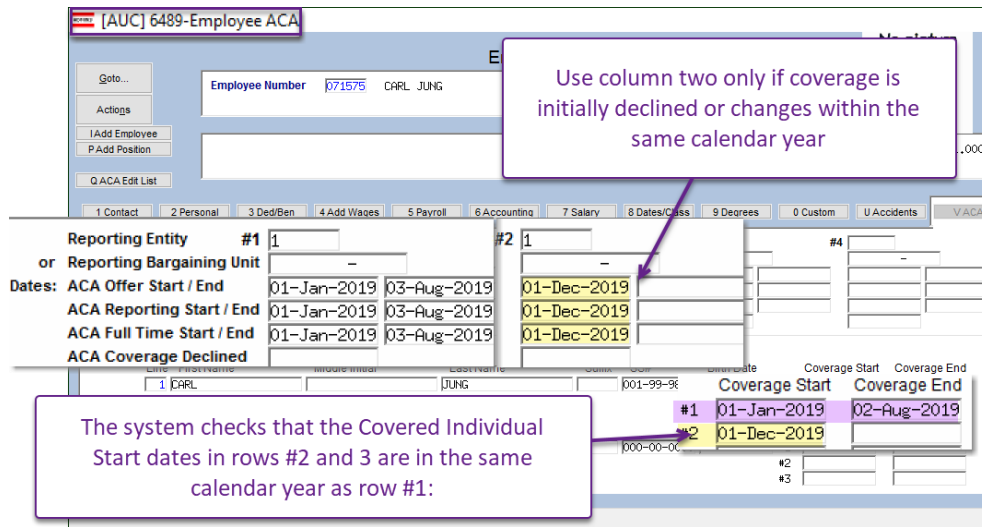 [AUC] 6489-Employee ACA
Goto...
Actions
I Add Employee
P Add Position
Q ACA Edit List
Employee Number 071575 CARL JUNG
Use column two only if coverage is
initially declined or changes within the
same calendar year
1 Contact 2 Personal 3 Ded/Ben 4 Add Wages 5 Payroll 6 Accounting 7 Salary 8 Dates/Class 9 Degrees 0 Custom U Accidents V ACA
Reporting Entity #1 1 #2 1 #4
or Reporting Bargaining Unit – – –
Dates: ACA Offer Start / End 01-Jan-2019 03-Aug-2019 01-Dec-2019
ACA Reporting Start / End 01-Jan-2019 03-Aug-2019 01-Dec-2019
ACA Full Time Start / End 01-Jan-2019 03-Aug-2019 01-Dec-2019
ACA Coverage Declined
Line First Name Middle Initial Last Name Suffix Birth Date Coverage Start Coverage End
1 CARL JUNG
Coverage Start Coverage End
#1 01-Jan-2019 02-Aug-2019
#2 01-Dec-2019
#2
#3
The system checks that the Covered Individual
Start dates in rows #2 and 3 are in the same
calendar year as row #1: